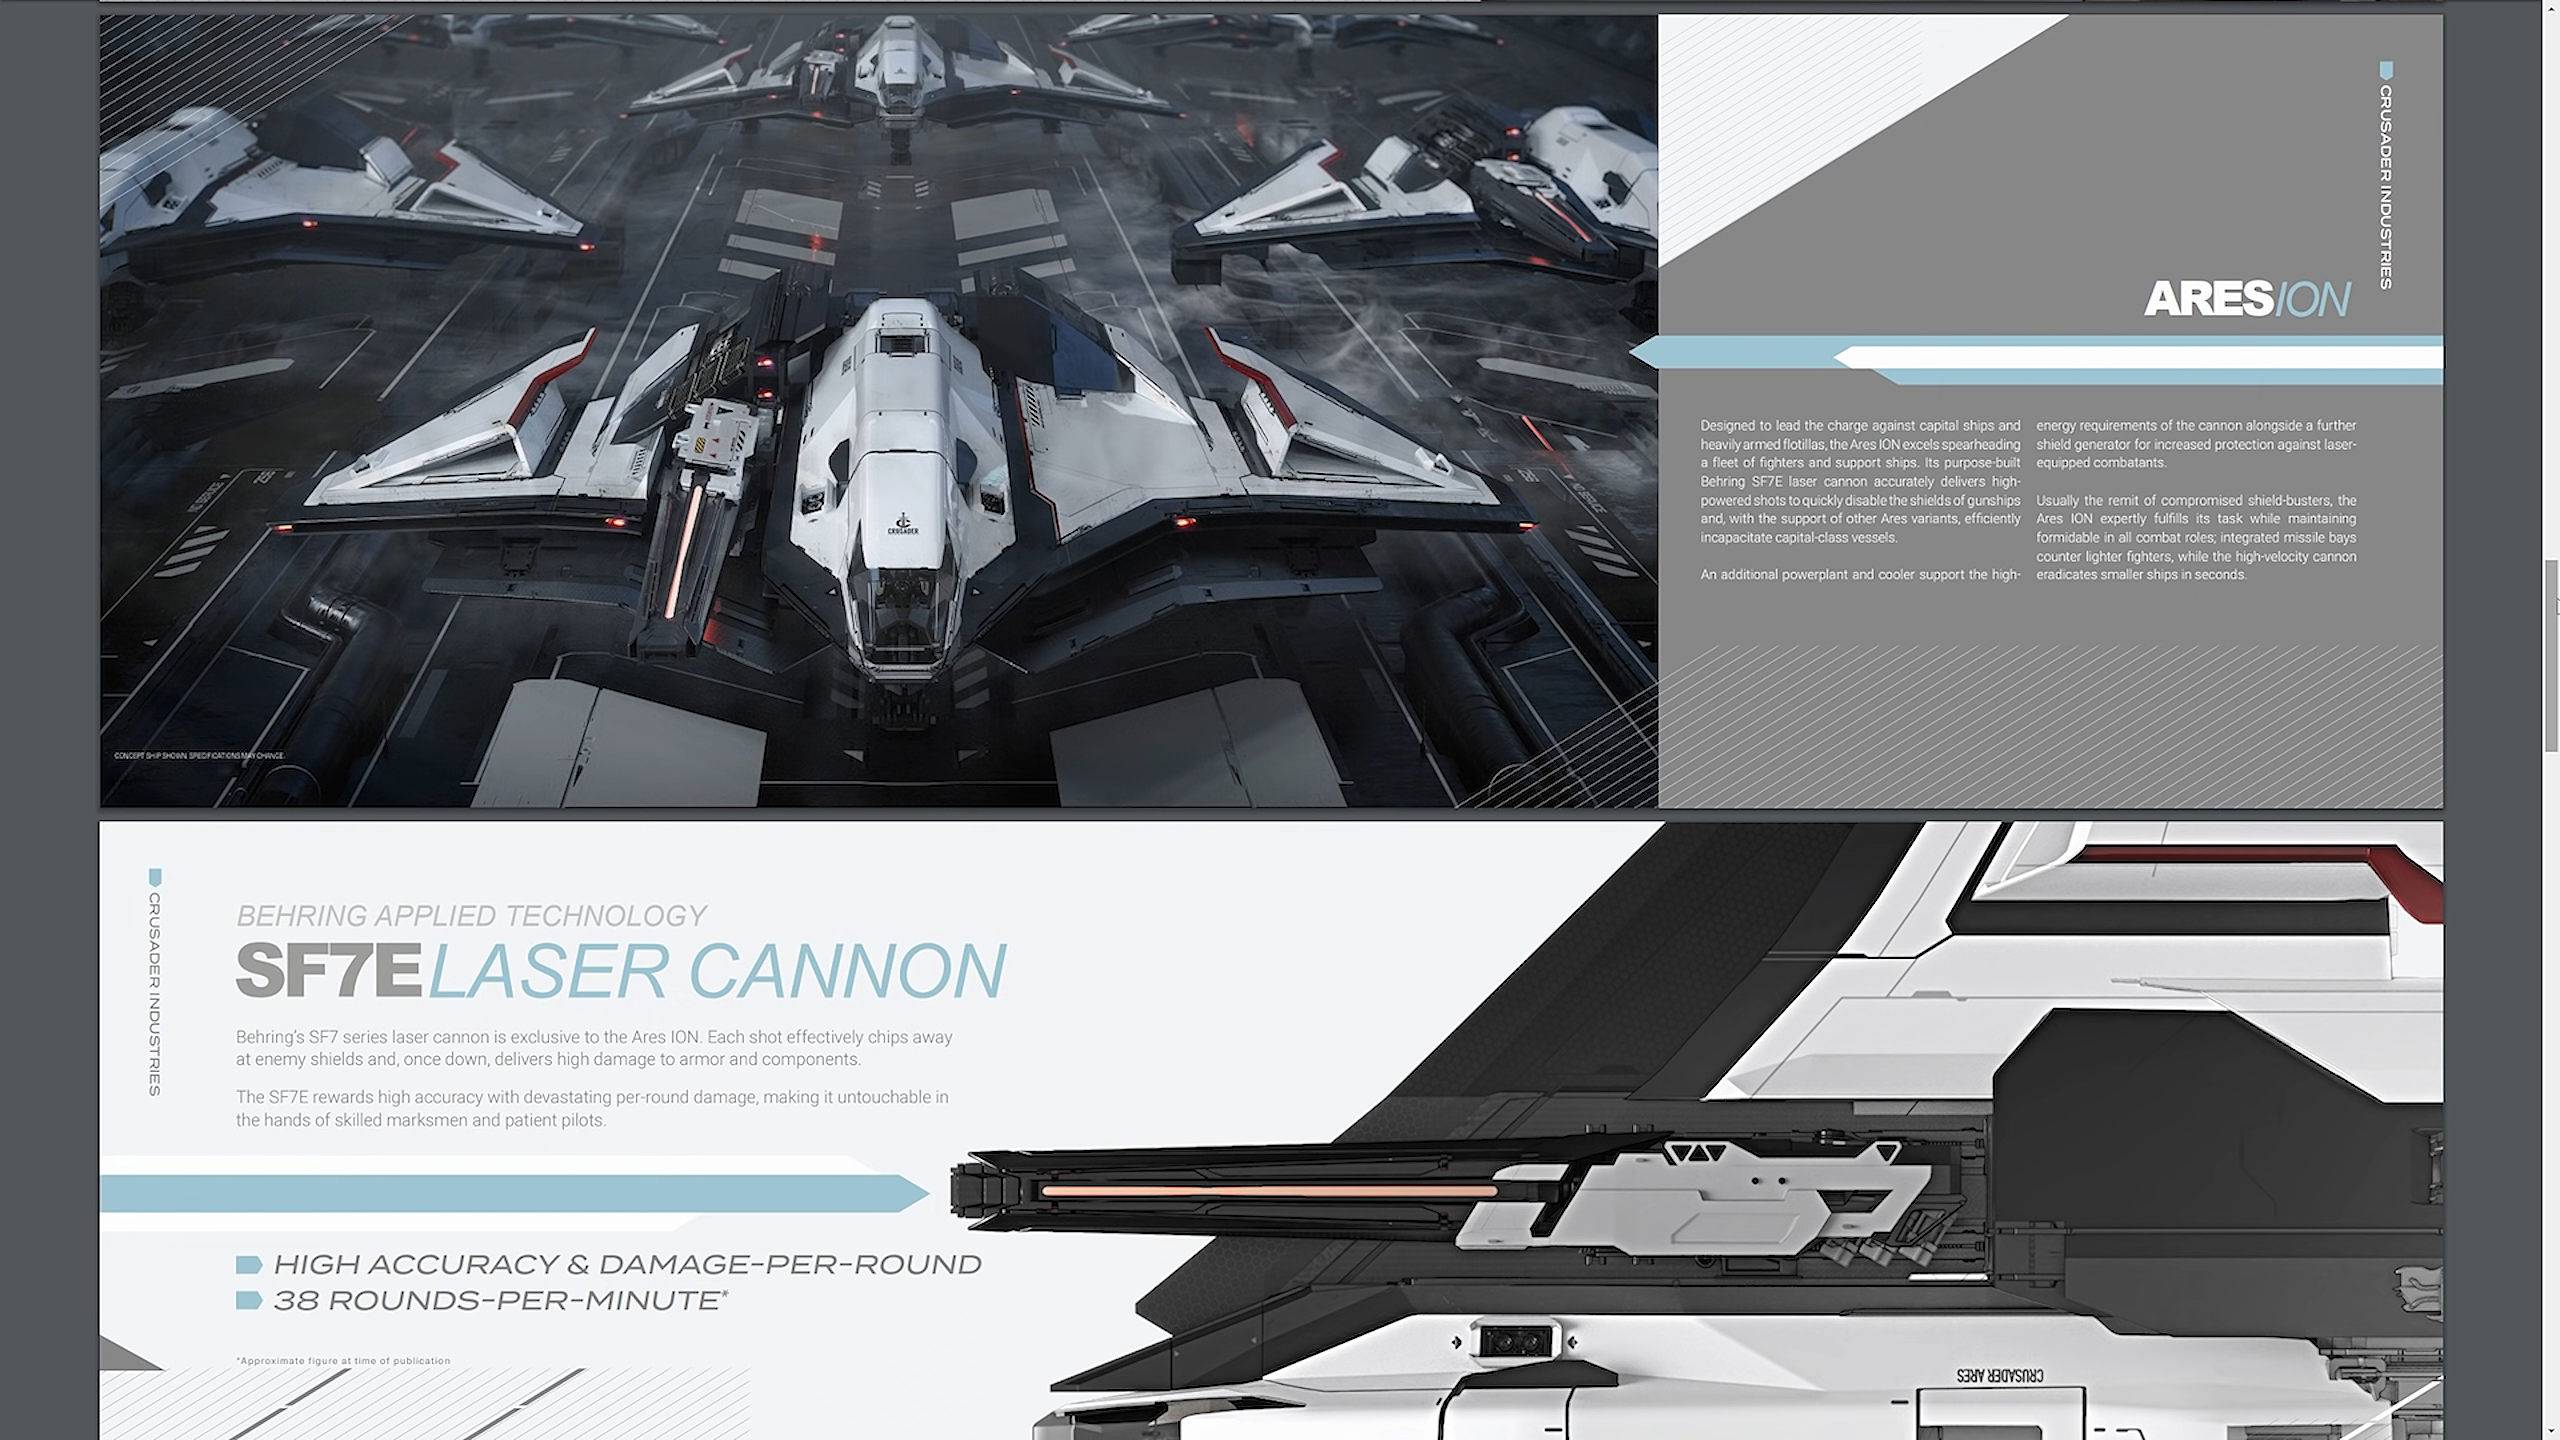 CRUSADER INDUSTRIES
ARES ION
Designed to lead the charge against capital ships and
heavily armed flotillas, the Ares ION excels spearheading
a fleet of fighters and support ships. Its purpose-built
Behring SF7E laser cannon accurately delivers high-
powered shots to quickly disable the shields of gunships
and, with the support of other Ares variants, efficiently
incapacitate capital-class vessels.
An additional powerplant and cooler support the high-
energy requirements of the cannon alongside a further
shield generator for increased protection against laser-
equipped combatants.
Usually the remit of compromised shield-busters, the
Ares ION expertly fulfills its task while maintaining
formidable in all combat roles; integrated missile bays
counter lighter fighters, while the high-velocity cannon
eradicates smaller ships in seconds.
CRUSADER
CONCEPT SHIP SHOWN. SPECIFICATIONS MAY CHANGE.
CRUSADER INDUSTRIES
BEHRING APPLIED TECHNOLOGY
SF7E LASER CANNON
Behring's SF7 series laser cannon is exclusive to the Ares ION. Each shot effectively chips away
at enemy shields and, once down, delivers high damage to armor and components.
The SF7E rewards high accuracy with devastating per-round damage, making it untouchable in
the hands of skilled marksmen and patient pilots.
HIGH ACCURACY & DAMAGE-PER-ROUND
38 ROUNDS-PER-MINUTE*
*Approximate figure at time of publication
CRUSADER ARES